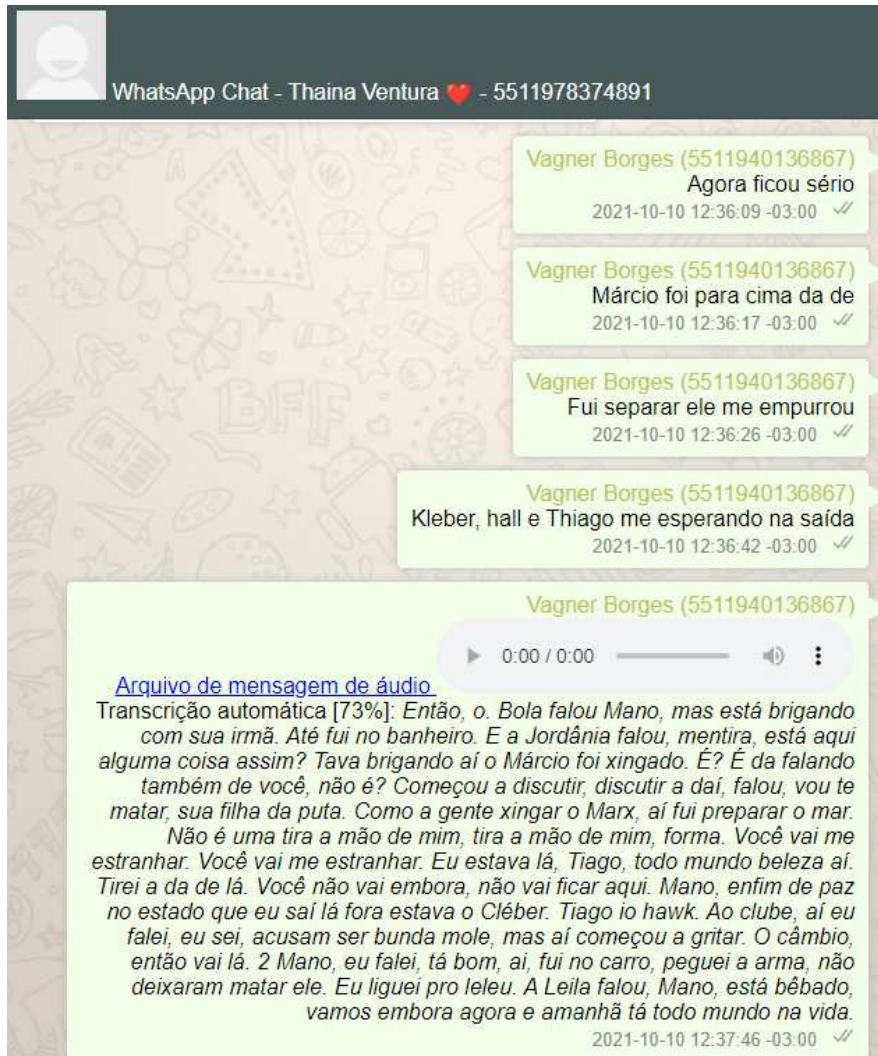 WhatsApp Chat - Thaina Ventura ❤️ - 5511978374891
Vagner Borges (5511940136867)
Agora ficou sério
2021-10-10 12:36:09 -03:00
Vagner Borges (5511940136867)
Márcio foi para cima da de
2021-10-10 12:36:17 -03:00
Vagner Borges (5511940136867)
Fui separar ele me empurrou
2021-10-10 12:36:26 -03:00
Vagner Borges (5511940136867)
Kleber, hall e Thiago me esperando na saída
2021-10-10 12:36:42 -03:00
Vagner Borges (5511940136867)
0:00 / 0:00
Arquivo de mensagem de áudio
Transcrição automática [73%]: Então, o. Bola falou Mano, mas está brigando
com sua irmã. Até fui no banheiro. E a Jordânia falou, mentira, está aqui
alguma coisa assim? Tava brigando aí o Márcio foi xingado. É? É da falando
também de você, não é? Começou a discutir, discutir a daí, falou, vou te
matar, sua filha da puta. Como a gente xingar o Marx, aí fui preparar o mar.
Não é uma tira a mão de mim, tira a mão de mim, forma. Você vai me
estranhar. Você vai me estranhar. Eu estava lá, Tiago, todo mundo beleza aí.
Tirei a da de lá. Você não vai embora, não vai ficar aqui. Mano, enfim de paz
no estado que eu saí lá fora estava o Cléber. Tiago io hawk. Ao clube, aí eu
falei, eu sei, acusam ser bunda mole, mas aí começou a gritar. O câmbio,
então vai lá. 2 Mano, eu falei, tá bom, ai, fui no carro, peguei a arma, não
deixaram matar ele. Eu liguei pro leleu. A Leila falou, Mano, está bêbado,
vamos embora agora e amanhã tá todo mundo na vida.
2021-10-10 12:37:46 -03:00